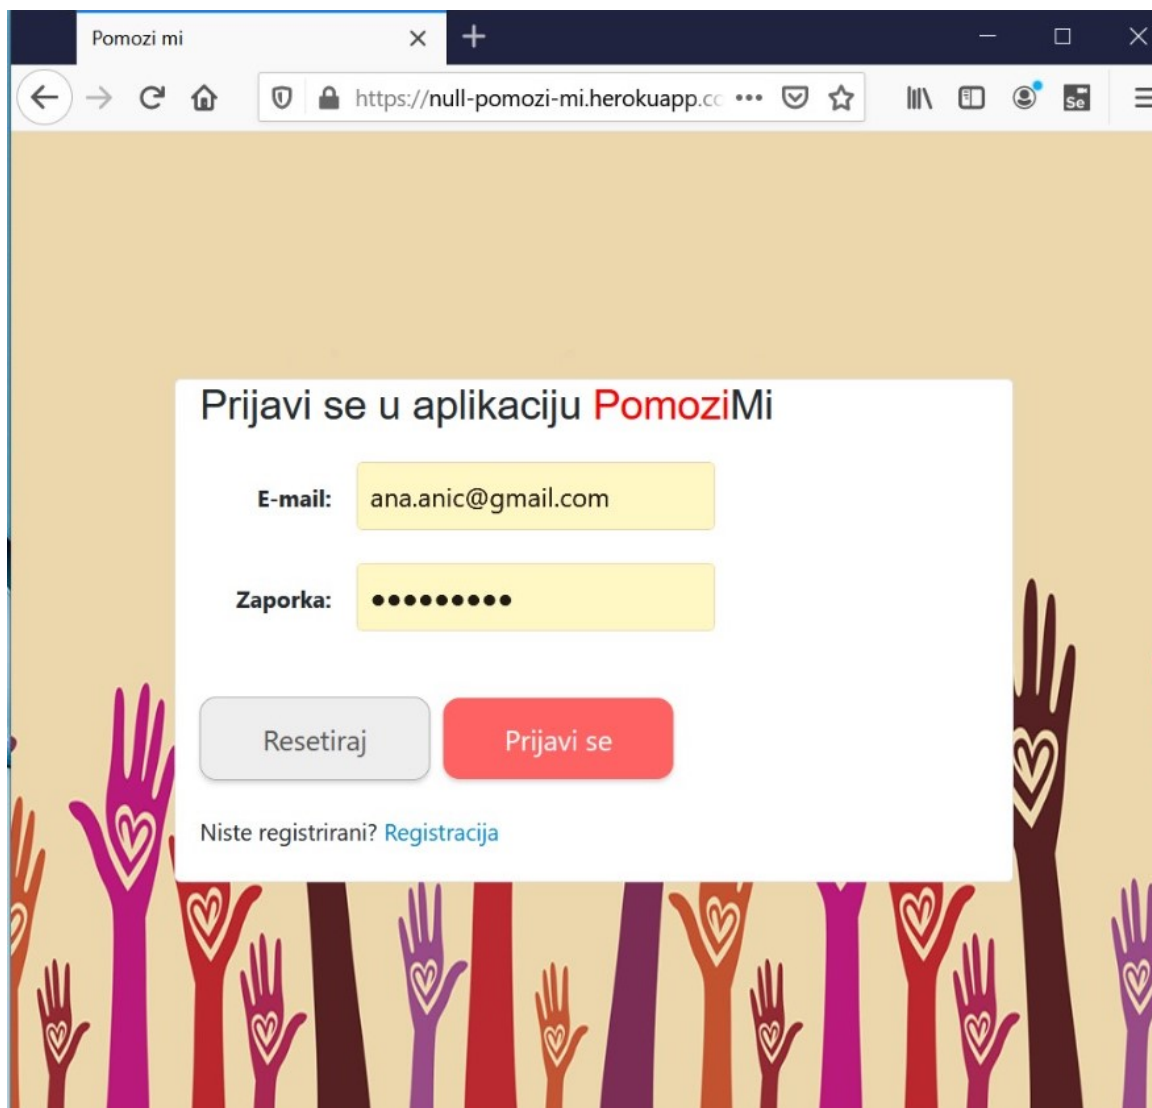 Pomozi mi
https://null-pomozi-mi.herokuapp.cc
Se
Prijavi se u aplikaciju PomoziMi
E-mail: ana.anic@gmail.com
Zaporka: ●●●●●●●●●
Resetiraj Prijavi se
Niste registrirani? Registracija